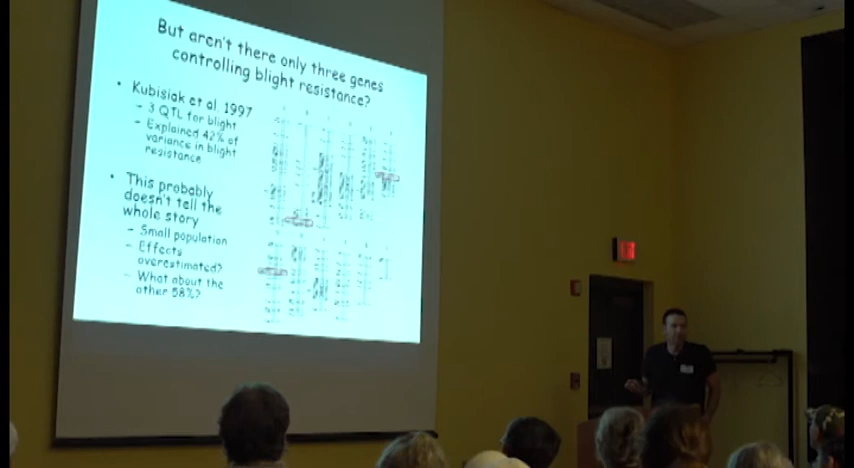 But aren't there only three genes
controlling blight resistance?
• Kubisiak et al. 1997
- 3 QTL for blight
- Explained 42% of
variance in blight
resistance
• This probably
doesn't tell the
whole story
- Small population
- Effects
overestimated?
- What about the
other 58%?